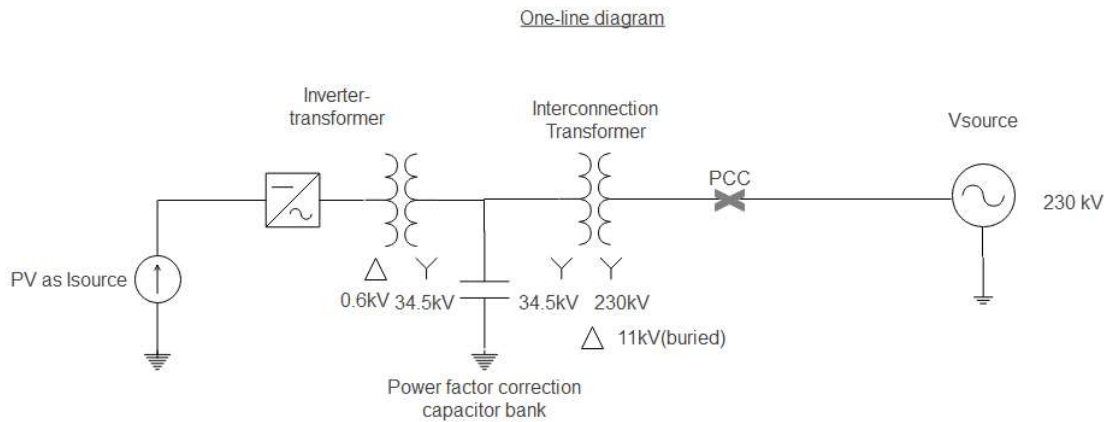 One-line diagram
Inverter-
transformer
Interconnection
Transformer
Vsource
PCC
230 kV
PV as Isource
0.6kV
34.5kV
34.5kV
230kV
11kV(buried)
Power factor correction
capacitor bank